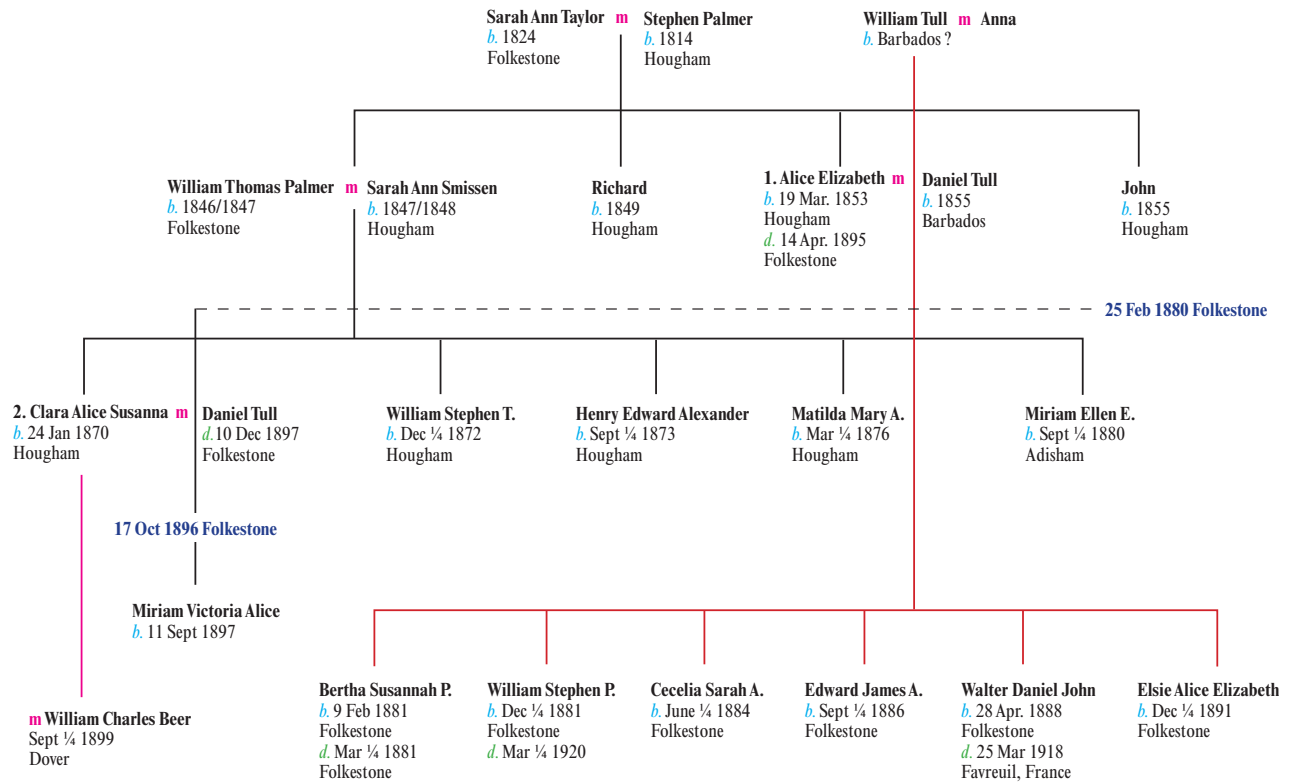 Sarah Ann Taylor m Stephen Palmer
b. 1824
Folkestone
b. 1814
Hougham
William Tull m Anna
b. Barbados ?
William Thomas Palmer m Sarah Ann Smissen
b. 1846/1847
Folkestone
b. 1847/1848
Hougham
Richard
b. 1849
Hougham
1. Alice Elizabeth m Daniel Tull
b. 19 Mar. 1853
Hougham
d. 14 Apr. 1895
Folkestone
b. 1855
Barbados
John
b. 1855
Hougham
25 Feb 1880 Folkestone
2. Clara Alice Susanna m Daniel Tull
b. 24 Jan 1870
Hougham
d. 10 Dec 1897
Folkestone
William Stephen T.
b. Dec ¼ 1872
Hougham
Henry Edward Alexander
b. Sept ¼ 1873
Hougham
Matilda Mary A.
b. Mar ¼ 1876
Hougham
Miriam Ellen E.
b. Sept ¼ 1880
Adisham
17 Oct 1896 Folkestone
Miriam Victoria Alice
b. 11 Sept 1897
m William Charles Beer
Sept ¼ 1899
Dover
Bertha Susannah P.
b. 9 Feb 1881
Folkestone
d. Mar ¼ 1881
Folkestone
William Stephen P.
b. Dec ¼ 1881
Folkestone
d. Mar ¼ 1920
Cecelia Sarah A.
b. June ¼ 1884
Folkestone
Edward James A.
b. Sept ¼ 1886
Folkestone
Walter Daniel John
b. 28 Apr. 1888
Folkestone
d. 25 Mar 1918
Favreuil, France
Elsie Alice Elizabeth
b. Dec ¼ 1891
Folkestone